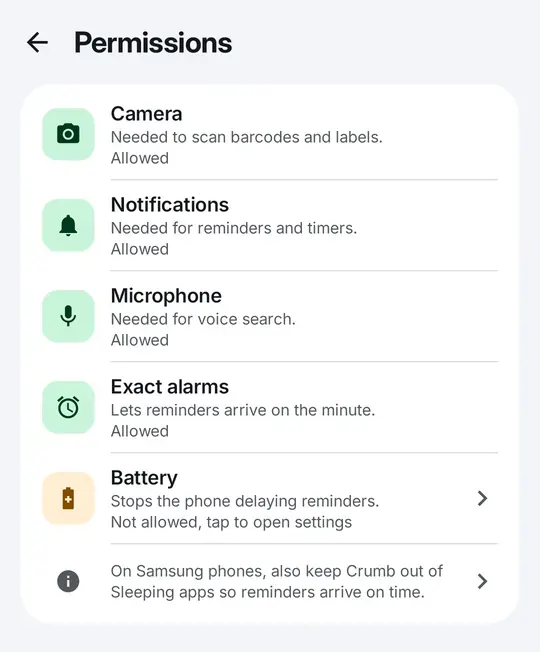 Permissions
Camera
Needed to scan barcodes and labels.
Allowed
Notifications
Needed for reminders and timers.
Allowed
Microphone
Needed for voice search.
Allowed
Exact alarms
Lets reminders arrive on the minute.
Allowed
Battery
Stops the phone delaying reminders.
Not allowed, tap to open settings
On Samsung phones, also keep Crumb out of
Sleeping apps so reminders arrive on time.